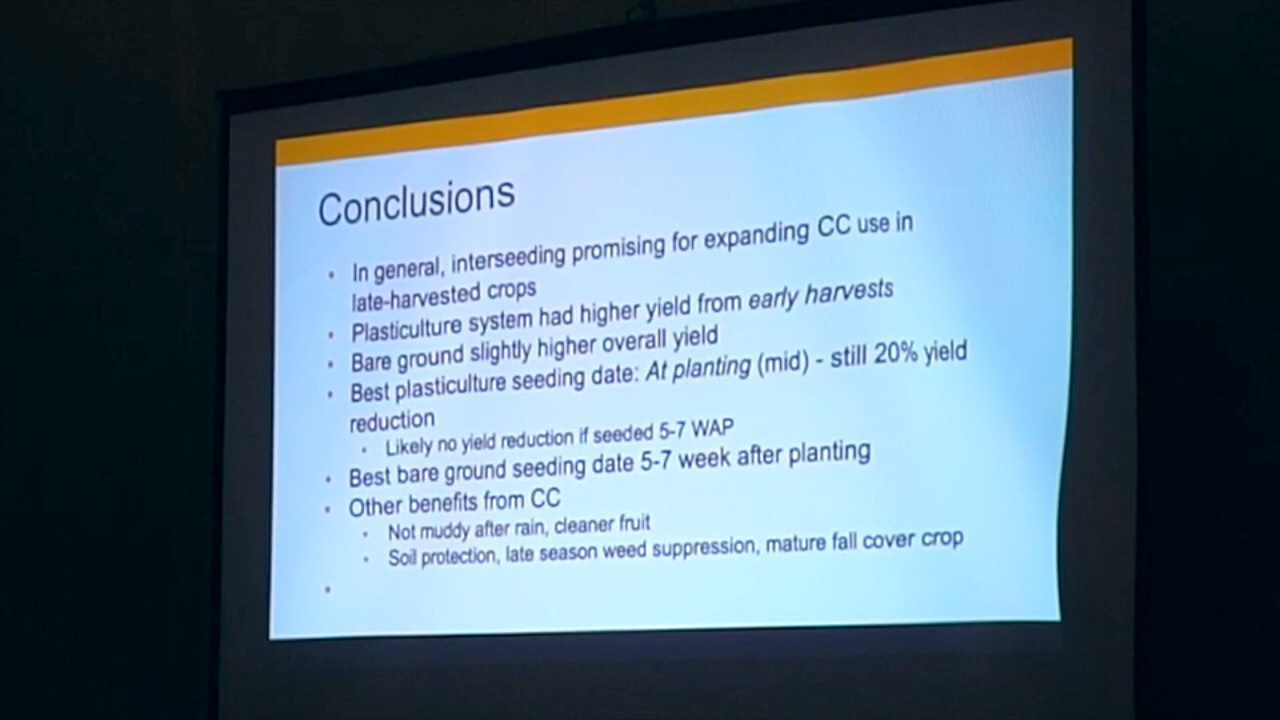 Conclusions
• In general, interseeding promising for expanding CC use in
late-harvested crops
• Plasticulture system had higher yield from early harvests
• Bare ground slightly higher overall yield
• Best plasticulture seeding date: At planting (mid) - still 20% yield
reduction
• Likely no yield reduction if seeded 5-7 WAP
• Best bare ground seeding date 5-7 week after planting
• Other benefits from CC
• Not muddy after rain, cleaner fruit
• Soil protection, late season weed suppression, mature fall cover crop
•